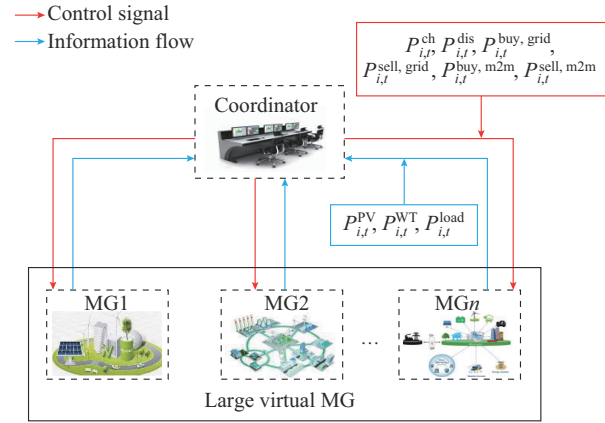 Control signal
Information flow
P_{i,t}^{ch}, P_{i,t}^{dis}, P_{i,t}^{buy, grid},
P_{i,t}^{sell, grid}, P_{i,t}^{buy, m2m}, P_{i,t}^{sell, m2m}
Coordinator
P_{i,t}^{PV}, P_{i,t}^{WT}, P_{i,t}^{load}
MG1
MG2
MGn
...
Large virtual MG